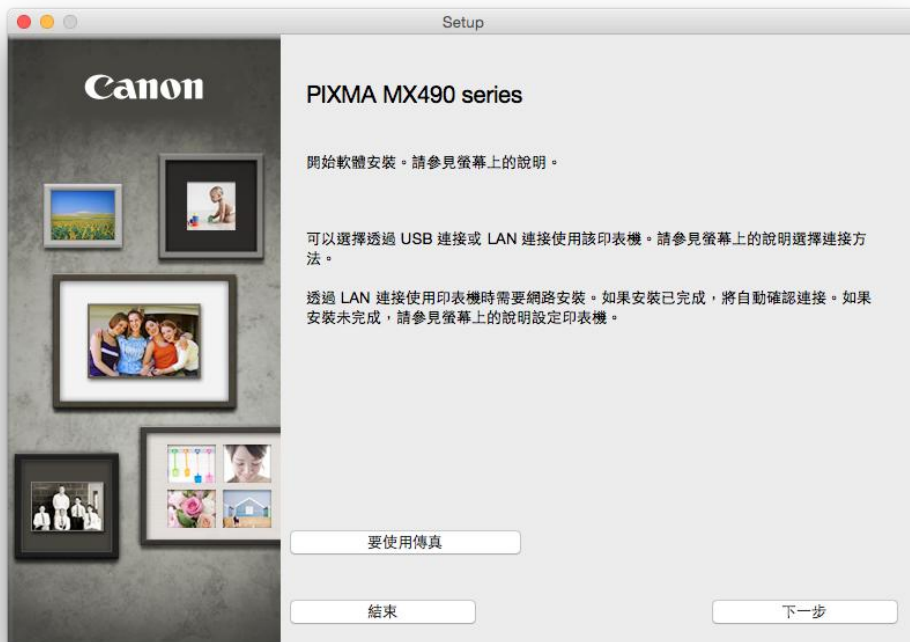 Setup
Canon
PIXMA MX490 series
開始軟體安裝。請參見螢幕上的說明。
可以選擇透過 USB 連接或 LAN 連接使用該印表機。請參見螢幕上的說明選擇連接方
法。
透過 LAN 連接使用印表機時需要網路安裝。如果安裝已完成，將自動確認連接。如果
安裝未完成，請參見螢幕上的說明設定印表機。
要使用傳真
結束
下一步